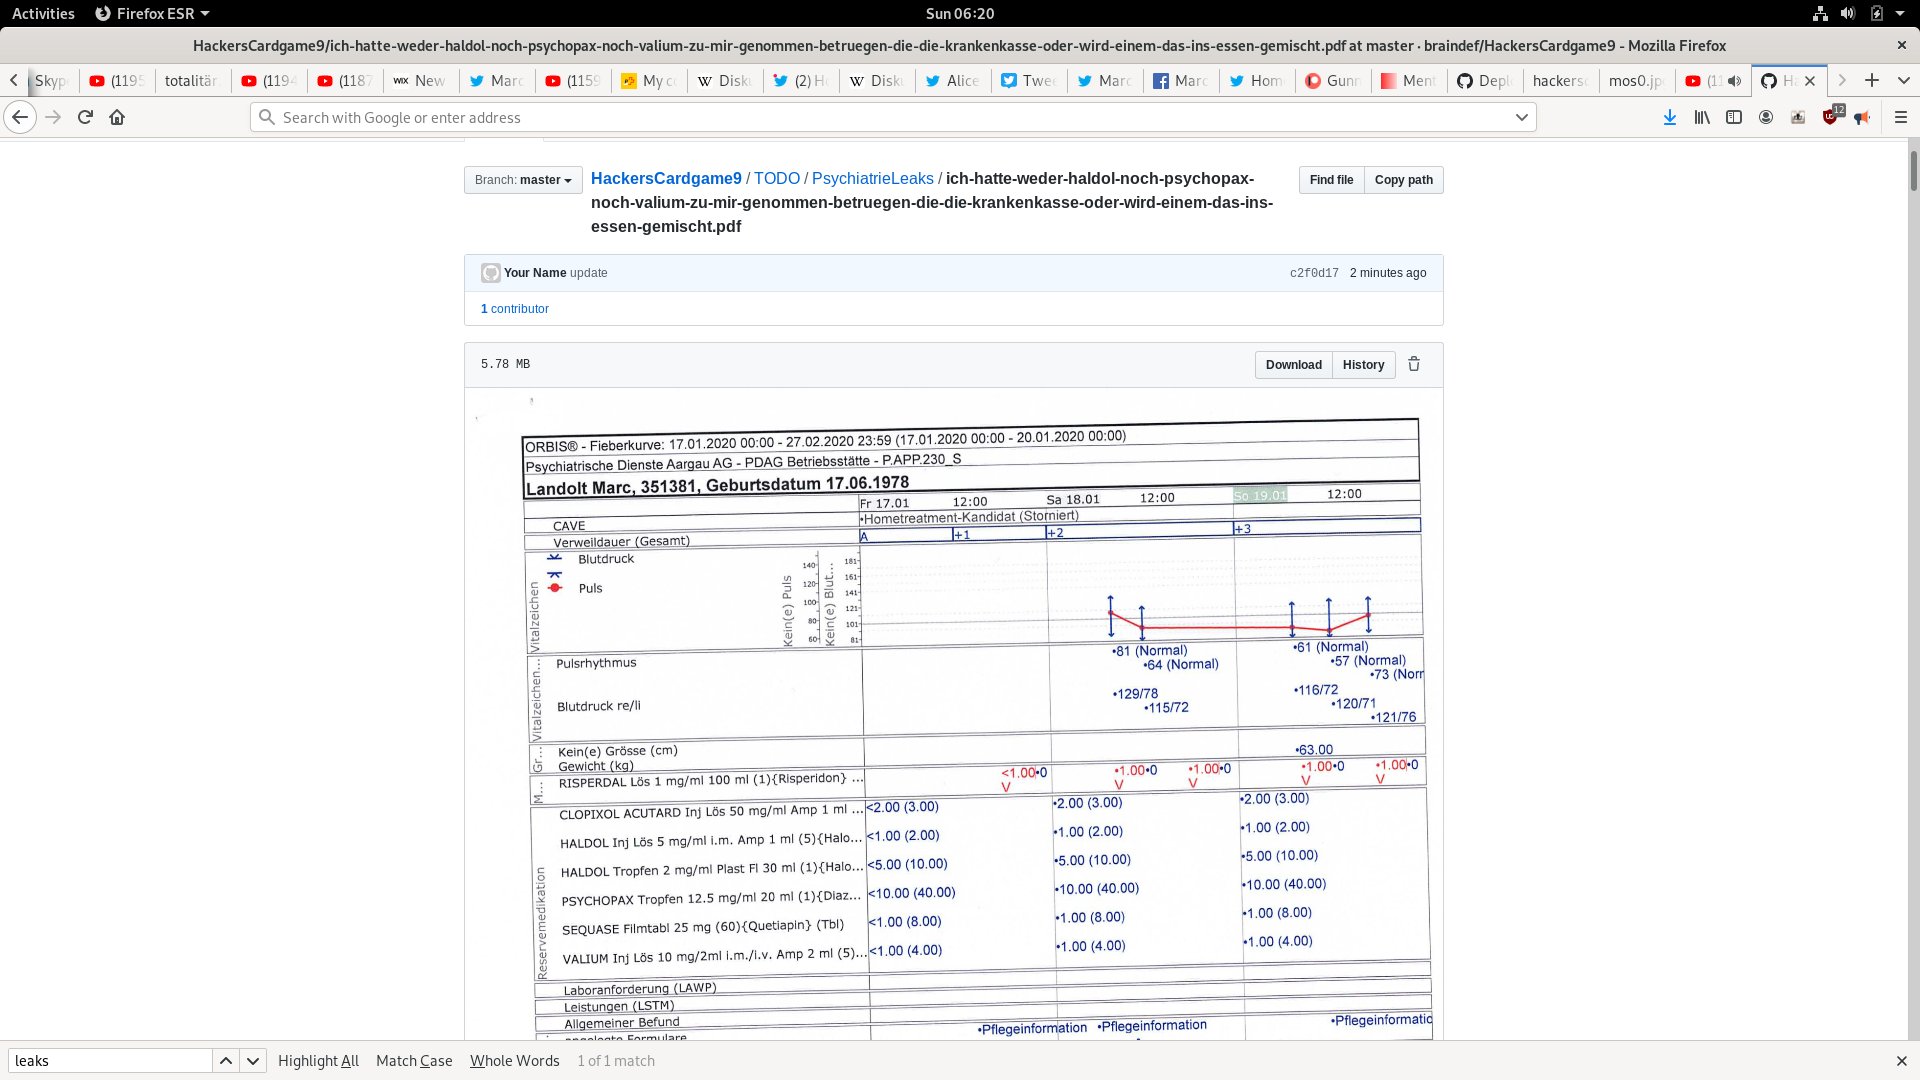 Activities Firefox ESR Sun 06:20
HackersCardgame9/ich-hatte-weder-haldol-noch-psychopax-noch-valium-zu-mir-genommen-betruegen-die-die-krankenkasse-oder-wird-einem-das-ins-essen-gemischt.pdf at master · braindef/HackersCardgame9 - Mozilla Firefox
Skype (1195 totalitär (1194 (1187 WIX New Marc (1159 My c W Disk (2) H W Disk Alice Twee Marc Marc Hom Gunn Ment Depl hackers mos0.jp (11 Ha
Search with Google or enter address 12
Branch: master HackersCardgame9 / TODO / PsychiatrieLeaks / ich-hatte-weder-haldol-noch-psychopax- Find file Copy path
noch-valium-zu-mir-genommen-betruegen-die-die-krankenkasse-oder-wird-einem-das-ins-
essen-gemischt.pdf
Your Name update c2f0d17 2 minutes ago
1 contributor
5.78 MB Download History
ORBIS® - Fieberkurve: 17.01.2020 00:00 - 27.02.2020 23:59 (17.01.2020 00:00 - 20.01.2020 00:00)
Psychiatrische Dienste Aargau AG - PDAG Betriebsstätte - P.APP.230_S
Landolt Marc, 351381, Geburtsdatum 17.06.1978
Fr 17.01 12:00 Sa 18.01 12:00 So 19.01 12:00
CAVE •Hometreatment-Kandidat (Storniert)
Verweildauer (Gesamt) A +1 +2 +3
Vitalzeichen
Blutdruck
Puls
Kein(e) Puls
140
120
100
80
60
Kein(e) Blut...
181
161
141
121
101
81
Vitalzeichen...
Pulsrhythmus •81 (Normal) •64 (Normal) •61 (Normal) •57 (Normal) •73 (Norr
Blutdruck re/li •129/78 •115/72 •116/72 •120/71 •121/76
Gr...
Kein(e) Grösse (cm)
Gewicht (kg) •63.00
M...
RISPERDAL Lös 1 mg/ml 100 ml (1){Risperidon} ... <1.00•0 •1.00•0 •1.00•0 •1.00•0 •1.00•0
V V V V V
Reservemedikation
CLOPIXOL ACUTARD Inj Lös 50 mg/ml Amp 1 ml ... <2.00 (3.00) •2.00 (3.00) •2.00 (3.00)
HALDOL Inj Lös 5 mg/ml i.m. Amp 1 ml (5){Halo... <1.00 (2.00) •1.00 (2.00) •1.00 (2.00)
HALDOL Tropfen 2 mg/ml Plast Fl 30 ml (1){Halo... <5.00 (10.00) •5.00 (10.00) •5.00 (10.00)
PSYCHOPAX Tropfen 12.5 mg/ml 20 ml (1){Diaz... <10.00 (40.00) •10.00 (40.00) •10.00 (40.00)
SEQUASE Filmtabl 25 mg (60){Quetiapin} (Tbl) <1.00 (8.00) •1.00 (8.00) •1.00 (8.00)
VALIUM Inj Lös 10 mg/2ml i.m./i.v. Amp 2 ml (5)... <1.00 (4.00) •1.00 (4.00) •1.00 (4.00)
Laboranforderung (LAWP)
Leistungen (LSTM)
Allgemeiner Befund
•Pflegeinformation •Pflegeinformation •Pflegeinformatio
leaks Highlight All Match Case Whole Words 1 of 1 match